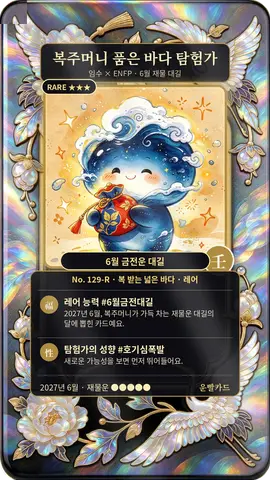 복주머니 품은 바다 탐험가
임수 × ENFP · 6월 재물 대길
RARE ★★★
6월 금전운 대길
壬
No. 129-R · 복 받는 넓은 바다 · 레어
福
레어 능력 #6월금전대길
2027년 6월, 복주머니가 가득 차는 재물운 대길의
달에 뽑힌 카드예요.
性
탐험가의 성향 #호기심폭발
새로운 가능성을 보면 먼저 뛰어들어요.
2027년 6월 · 재물운 ●●●●●
운빨카드